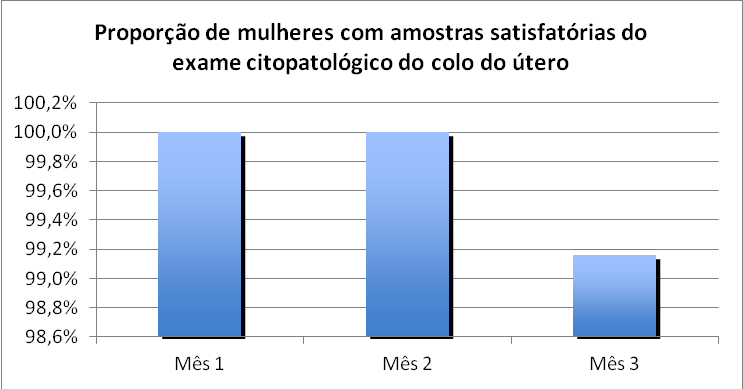 Proporção de mulheres com amostras satisfatórias do
exame citopatológico do colo do útero
100,2%
100,0%
99,8%
99,6%
99,4%
99,2%
99,0%
98,8%
98,6%
Mês 1
Mês 2
Mês 3